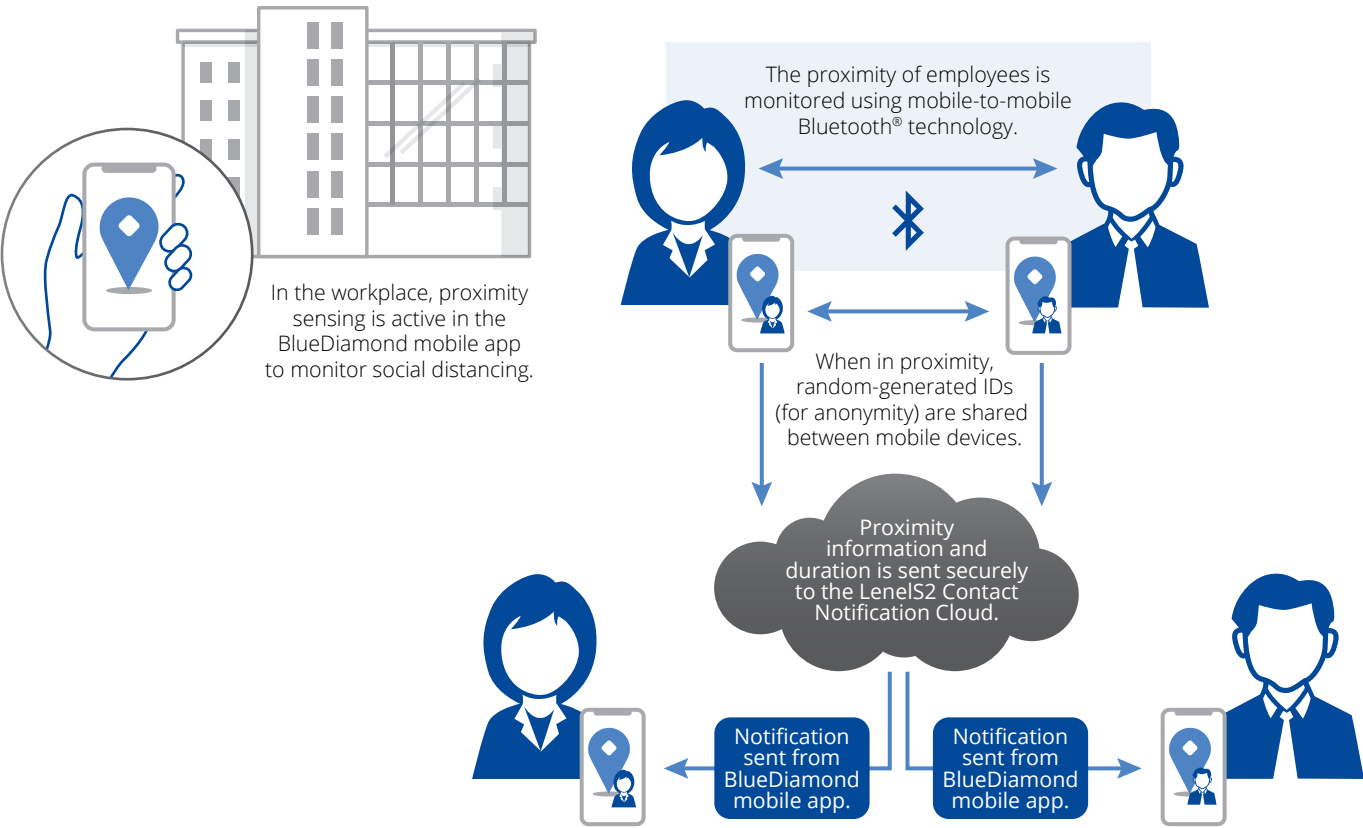 The proximity of employees is
monitored using mobile-to-mobile
Bluetooth® technology.
In the workplace, proximity
sensing is active in the
BlueDiamond mobile app
to monitor social distancing.
When in proximity,
random-generated IDs
(for anonymity) are shared
between mobile devices.
Proximity
information and
duration is sent securely
to the LenelS2 Contact
Notification Cloud.
Notification
sent from
BlueDiamond
mobile app.
Notification
sent from
BlueDiamond
mobile app.